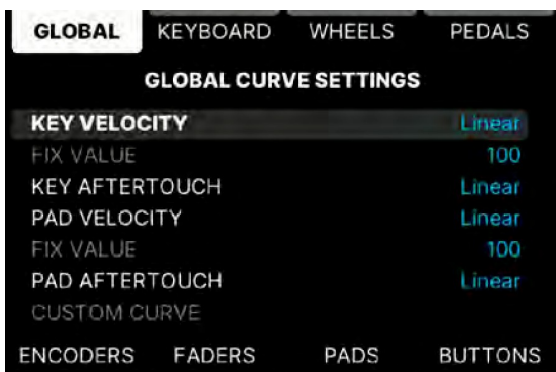 GLOBAL KEYBOARD WHEELS PEDALS
GLOBAL CURVE SETTINGS
KEY VELOCITY Linear
FIX VALUE 100
KEY AFTERTOUCH Linear
PAD VELOCITY Linear
FIX VALUE 100
PAD AFTERTOUCH Linear
CUSTOM CURVE
ENCODERS FADERS PADS BUTTONS